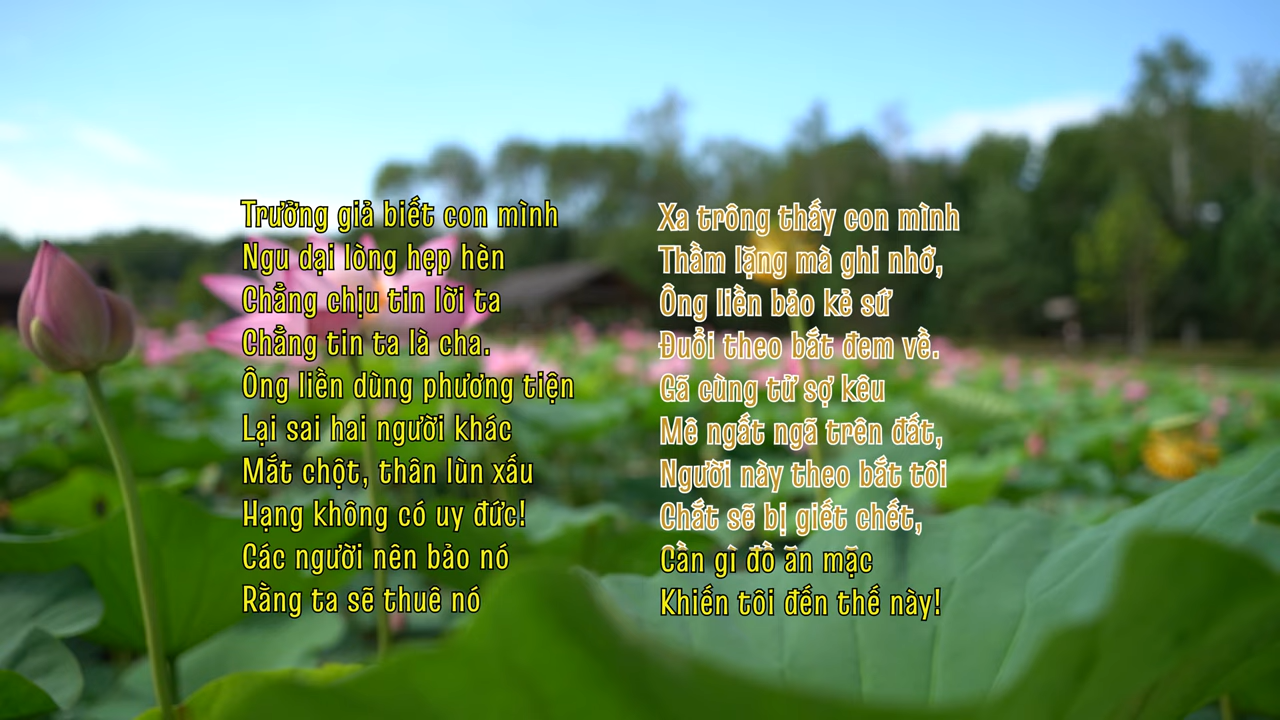 Trưởng giả biết con mình
Ngu dại lòng hẹp hèn
Chẳng chịu tin lời ta
Chẳng tin ta là cha.
Ông liền dùng phương tiện
Lại sai hai người khác
Mắt chột, thân lùn xấu
Hạng không có uy đức!
Các người nên bảo nó
Rằng ta sẽ thuê nó
Xa trông thấy con mình
Thầm lặng mà ghi nhớ,
Ông liền bảo kẻ sứ
Đuổi theo bắt đem về.
Gã cùng tử sợ kêu
Mê ngất ngã trên đất,
Người này theo bắt tôi
Chắt sẽ bị giết chết,
Cần gì đồ ăn mặc
Khiến tôi đến thế này!